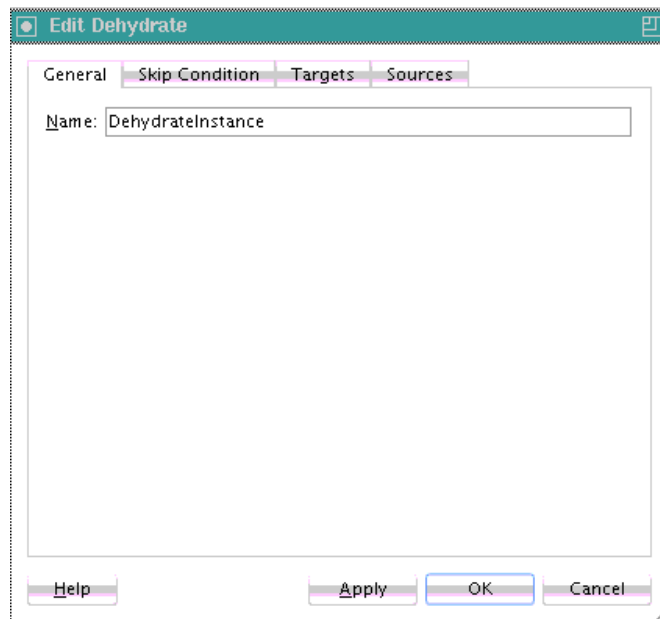 Edit Dehydrate
General Skip Condition Targets Sources
Name: DehydrateInstance
Help Apply OK Cancel